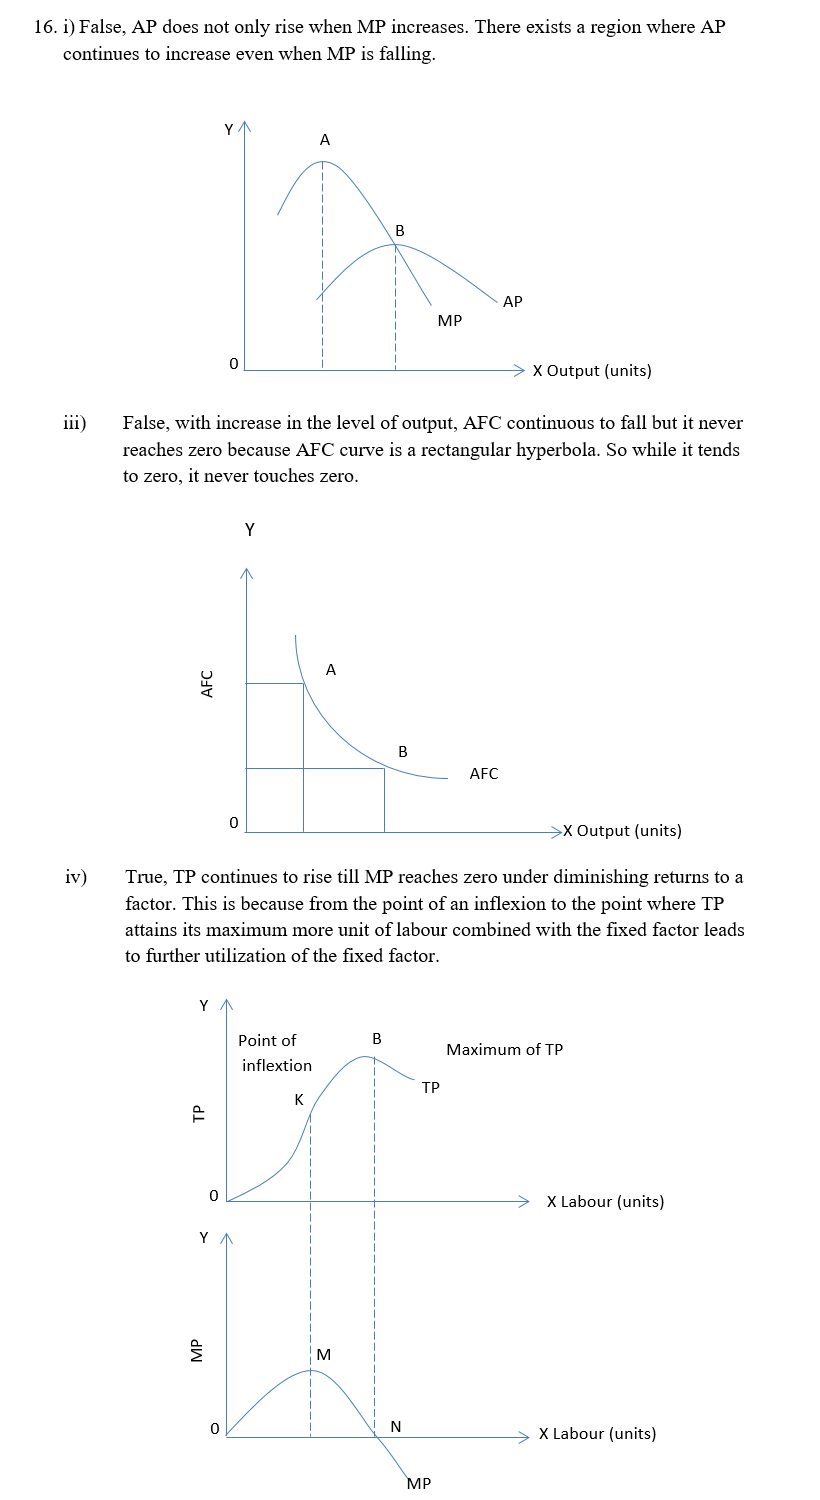 16. i) False, AP does not only rise when MP increases. There exists a region where AP
continues to increase even when MP is falling.
Y
A
B
AP
MP
0
X Output (units)
iii) False, with increase in the level of output, AFC continuous to fall but it never
reaches zero because AFC curve is a rectangular hyperbola. So while it tends
to zero, it never touches zero.
Y
AFC
A
B
AFC
0
X Output (units)
iv) True, TP continues to rise till MP reaches zero under diminishing returns to a
factor. This is because from the point of an inflexion to the point where TP
attains its maximum more unit of labour combined with the fixed factor leads
to further utilization of the fixed factor.
Y
Point of
inflextion
B
Maximum of TP
TP
K
TP
0
X Labour (units)
Y
MP
M
0
N
X Labour (units)
MP